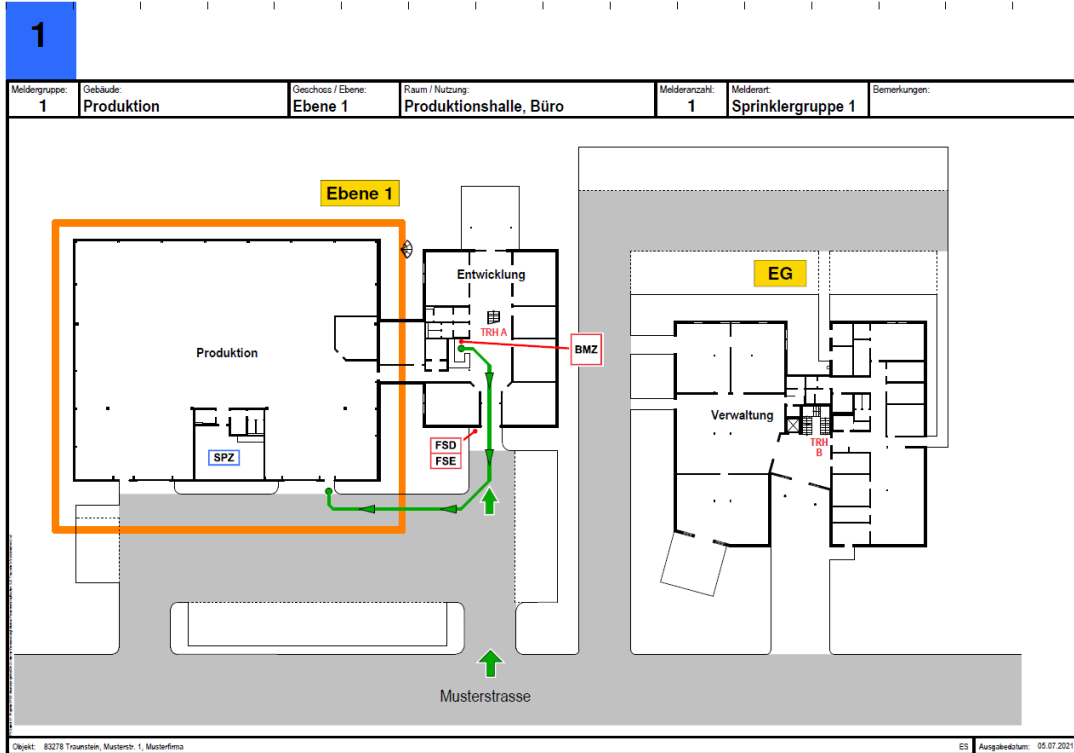 1
Meldergruppe:
1
Gebäude:
Produktion
Geschoss / Ebene:
Ebene 1
Raum / Nutzung:
Produktionshalle, Büro
Melderanzahl:
1
Melderart:
Sprinklergruppe 1
Bemerkungen:
Ebene 1
Entwicklung
EG
TRH A
BMZ
Produktion
Verwaltung
FSD
FSE
TRH
B
SPZ
Musterstrasse
Objekt: 83278 Traunstein, Musterstr. 1, Musterfirma
ES
Ausgabedatum: 05.07.2021